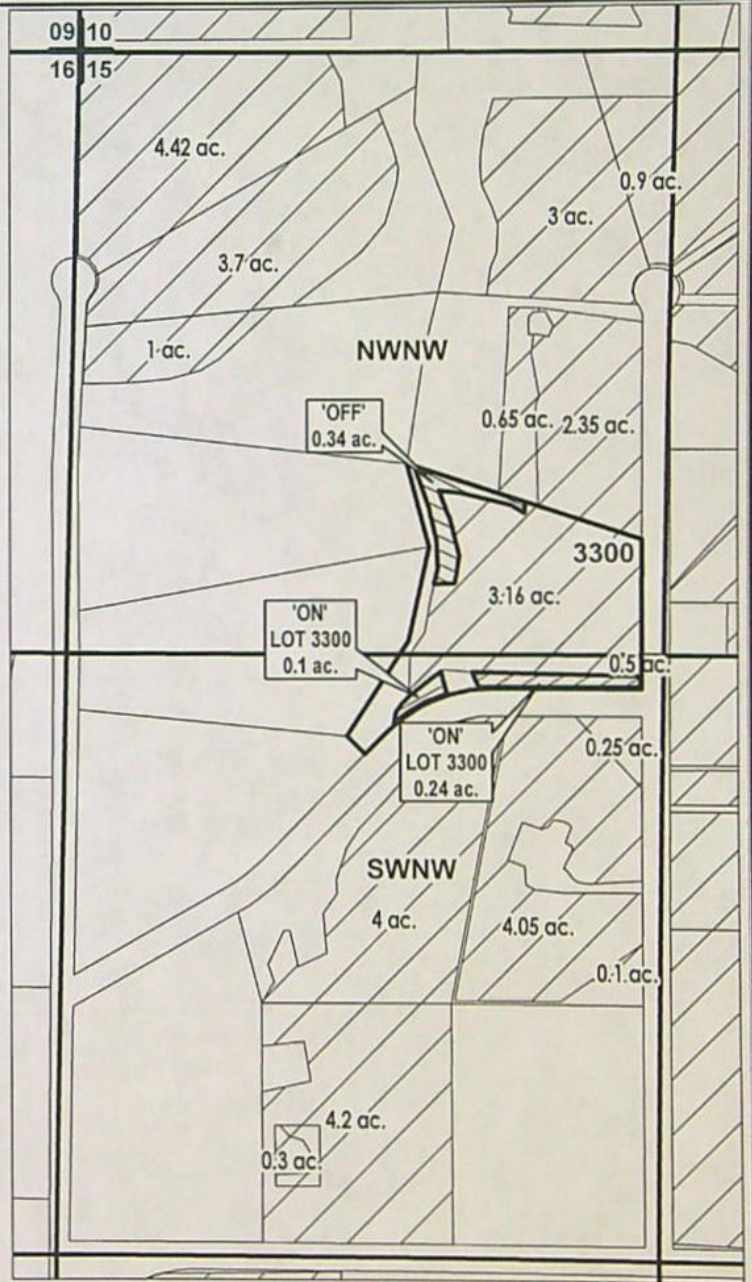 09 10
16 15
4.42 ac.
0.9 ac.
3 ac.
3.7 ac.
1 ac.
NWNW
'OFF'
0.34 ac.
0.65 ac.
2.35 ac.
3300
3.16 ac.
'ON'
LOT 3300
0.1 ac.
0.5 ac.
'ON'
LOT 3300
0.24 ac.
0.25 ac.
SWNW
4 ac.
4.05 ac.
0.1 ac.
4.2 ac.
0.3 ac.